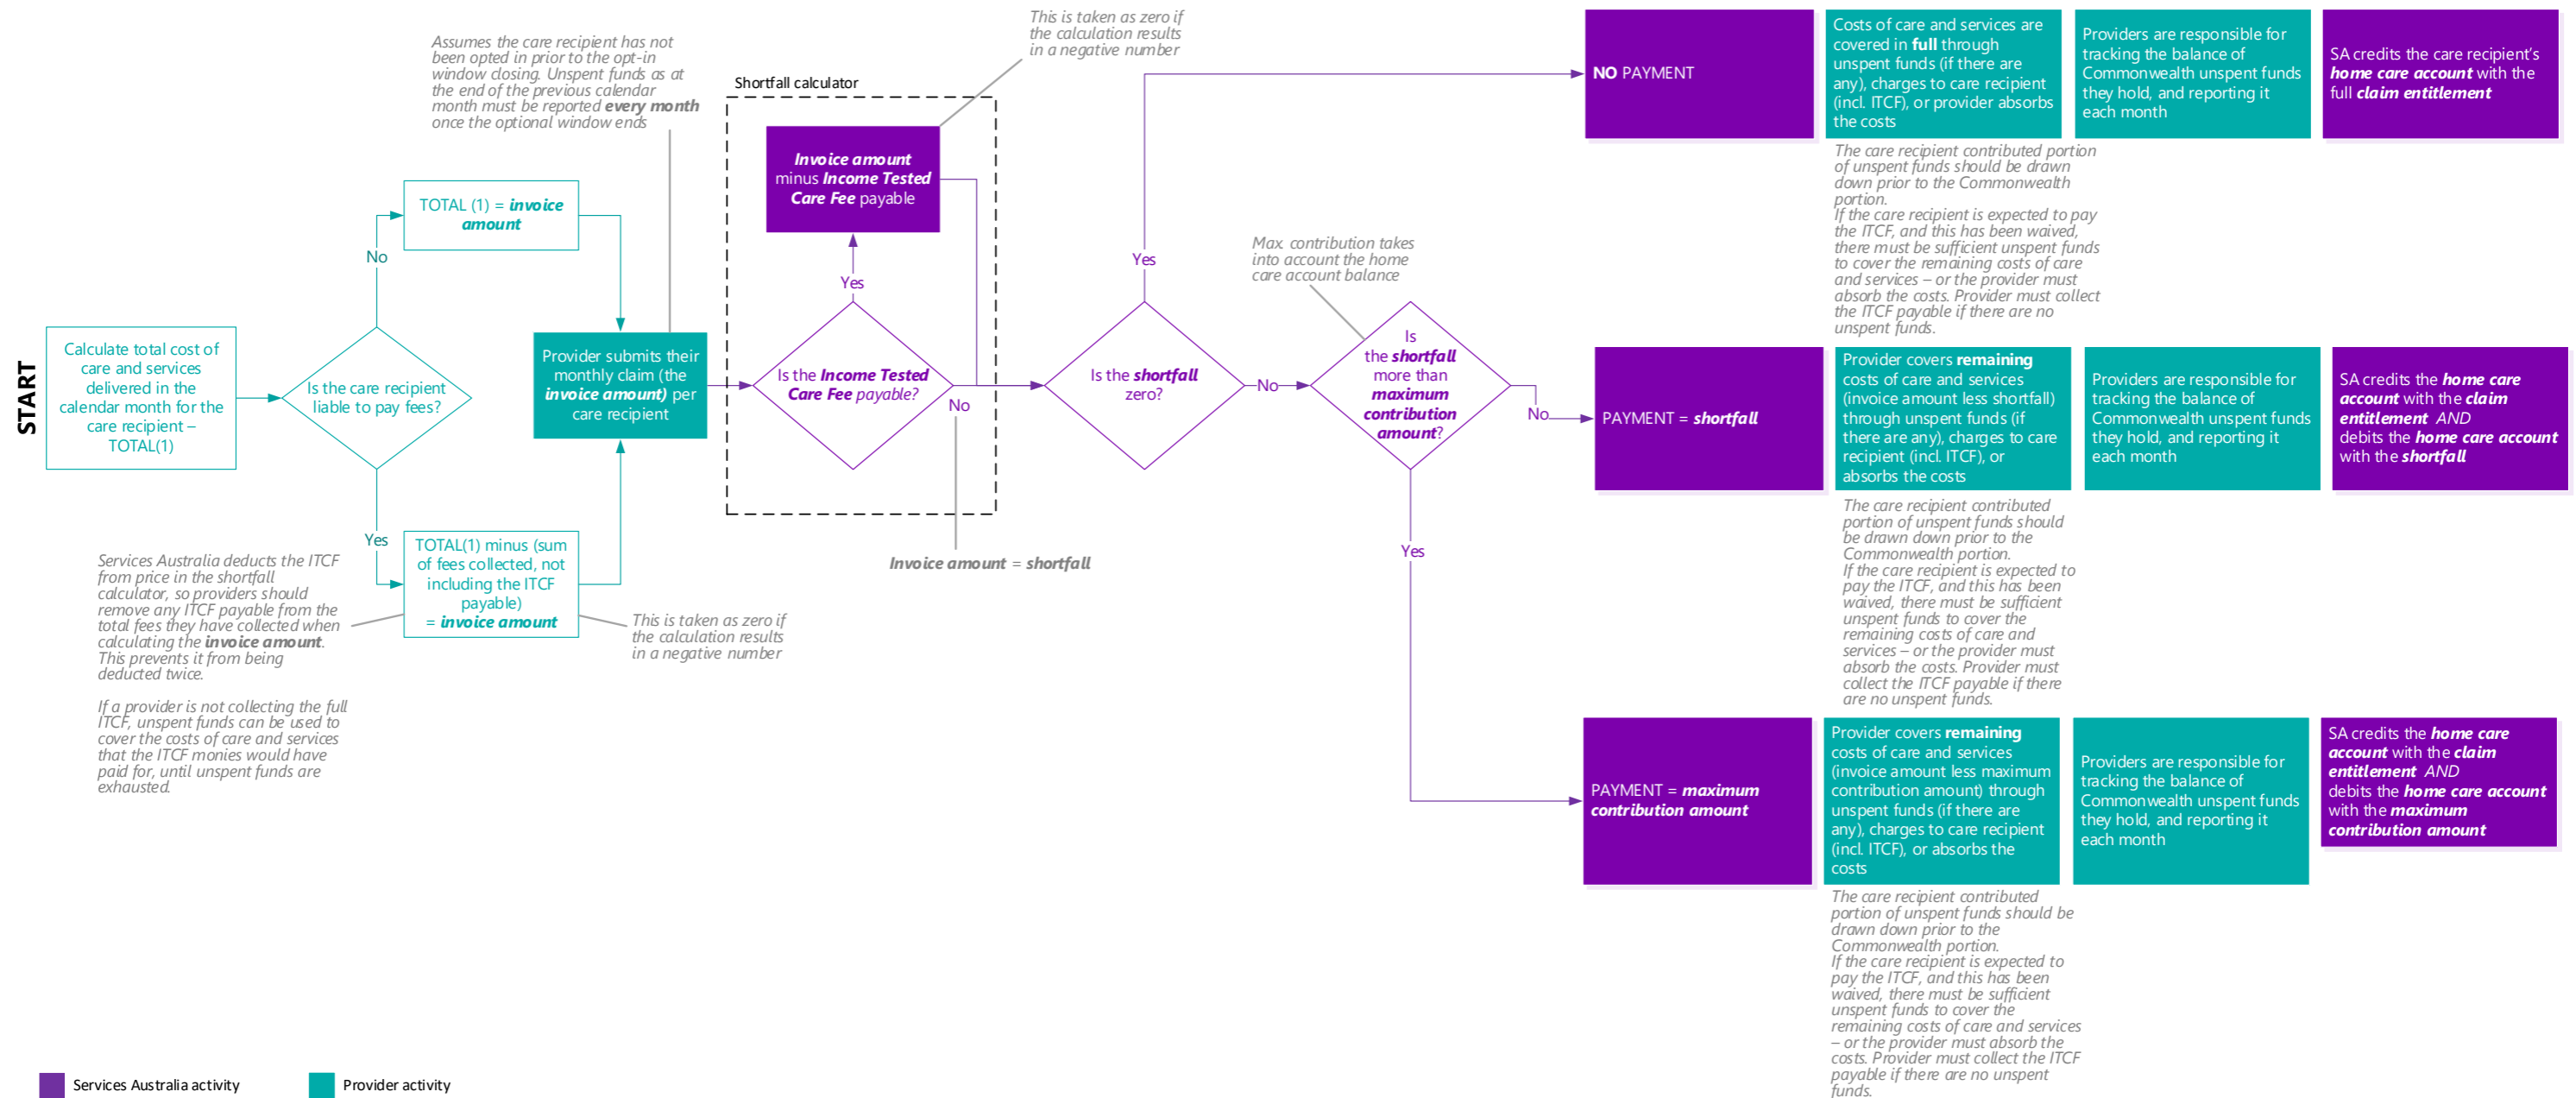 START
Calculate total cost of
care and services
delivered in the
calendar month for the
care recipient –
TOTAL(1)
Is the care recipient
liable to pay fees?
No
TOTAL (1) = invoice
amount
Yes
TOTAL(1) minus (sum
of fees collected, not
including the ITCF
payable)
= invoice amount
Services Australia deducts the ITCF
from price in the shortfall
calculator, so providers should
remove any ITCF payable from the
total fees they have collected when
calculating the invoice amount.
This prevents it from being
deducted twice.
If a provider is not collecting the full
ITCF, unspent funds can be used to
cover the costs of care and services
that the ITCF monies would have
paid for, until unspent funds are
exhausted.
This is taken as zero if
the calculation results
in a negative number
Assumes the care recipient has not
been opted in prior to the opt-in
window closing. Unspent funds as at
the end of the previous calendar
month must be reported every month
once the optional window ends
Provider submits their
monthly claim (the
invoice amount) per
care recipient
Shortfall calculator
This is taken as zero if
the calculation results
in a negative number
Invoice amount
minus Income Tested
Care Fee payable
Yes
Is the Income Tested
Care Fee payable?
No
Invoice amount = shortfall
Is the shortfall
zero?
Yes
No
Max. contribution takes
into account the home
care account balance
Is
the shortfall
more than
maximum
contribution
amount?
No
Yes
NO PAYMENT
Costs of care and services are
covered in full through
unspent funds (if there are
any), charges to care recipient
(incl. ITCF), or provider absorbs
the costs
Providers are responsible for
tracking the balance of
Commonwealth unspent funds
they hold, and reporting it
each month
SA credits the care recipient's
home care account with the
full claim entitlement
The care recipient contributed portion
of unspent funds should be drawn
down prior to the Commonwealth
portion.
If the care recipient is expected to pay
the ITCF, and this has been waived,
there must be sufficient unspent funds
to cover the remaining costs of care
and services – or the provider must
absorb the costs. Provider must collect
the ITCF payable if there are no
unspent funds.
PAYMENT = shortfall
Provider covers remaining
costs of care and services
(invoice amount less shortfall)
through unspent funds (if
there are any), charges to care
recipient (incl. ITCF), or
absorbs the costs
Providers are responsible for
tracking the balance of
Commonwealth unspent funds
they hold, and reporting it
each month
SA credits the home care
account with the claim
entitlement AND
debits the home care account
with the shortfall
The care recipient contributed
portion of unspent funds should
be drawn down prior to the
Commonwealth portion.
If the care recipient is expected to
pay the ITCF, and this has been
waived, there must be sufficient
unspent funds to cover the
remaining costs of care and
services – or the provider must
absorb the costs. Provider must
collect the ITCF payable if there
are no unspent funds.
PAYMENT = maximum
contribution amount
Provider covers remaining
costs of care and services
(invoice amount less maximum
contribution amount) through
unspent funds (if there are
any), charges to care recipient
(incl. ITCF), or absorbs the
costs
Providers are responsible for
tracking the balance of
Commonwealth unspent funds
they hold, and reporting it
each month
SA credits the home care
account with the claim
entitlement AND
debits the home care account
with the maximum
contribution amount
The care recipient contributed
portion of unspent funds should be
drawn down prior to the
Commonwealth portion.
If the care recipient is expected to
pay the ITCF, and this has been
waived, there must be sufficient
unspent funds to cover the
remaining costs of care and services
– or the provider must absorb the
costs. Provider must collect the ITCF
payable if there are no unspent
funds.
Services Australia activity
Provider activity